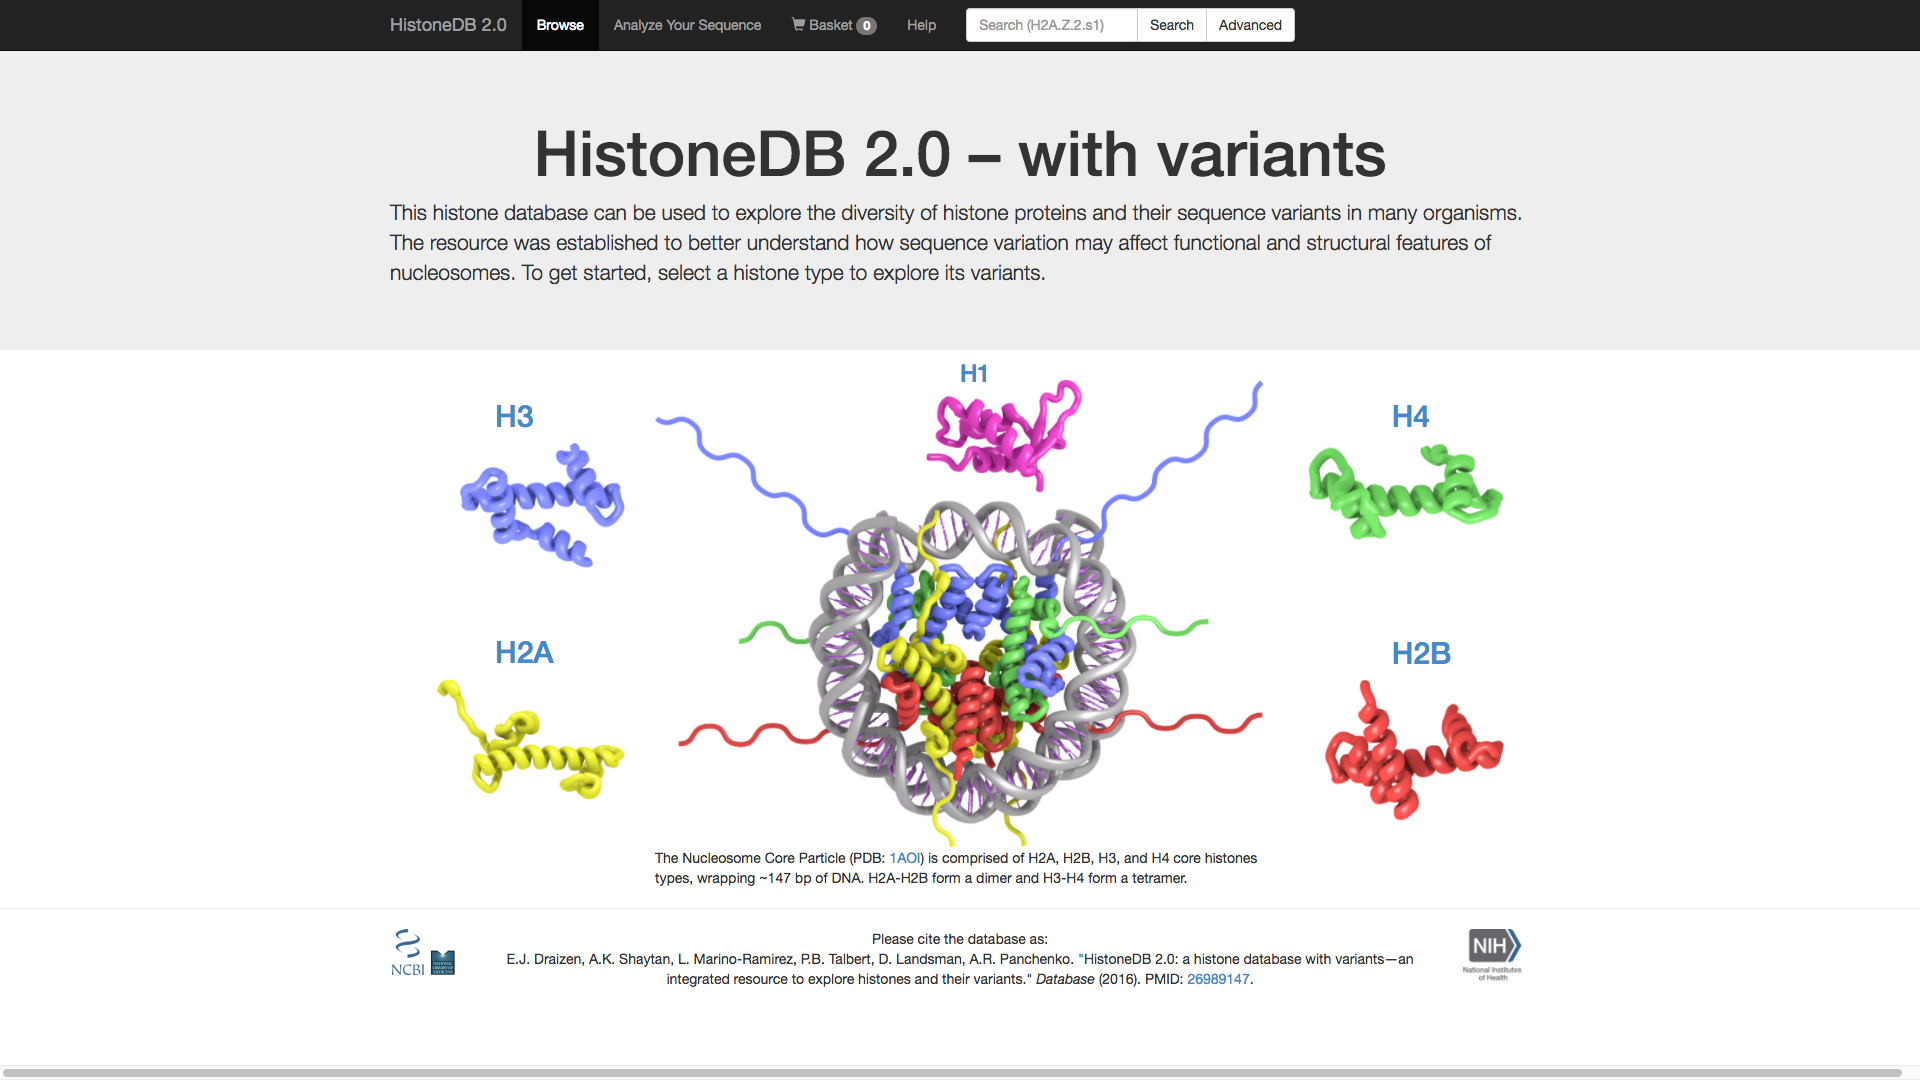 HistoneDB 2.0
Browse
Analyze Your Sequence
Basket 0
Help
Search (H2A.Z.2.s1)
Search
Advanced
HistoneDB 2.0 – with variants
This histone database can be used to explore the diversity of histone proteins and their sequence variants in many organisms.
The resource was established to better understand how sequence variation may affect functional and structural features of
nucleosomes. To get started, select a histone type to explore its variants.
H1
H3
H4
H2A
H2B
The Nucleosome Core Particle (PDB: 1AOI) is comprised of H2A, H2B, H3, and H4 core histones
types, wrapping ~147 bp of DNA. H2A-H2B form a dimer and H3-H4 form a tetramer.
NCBI
Please cite the database as:
E.J. Draizen, A.K. Shaytan, L. Marino-Ramirez, P.B. Talbert, D. Landsman, A.R. Panchenko. "HistoneDB 2.0: a histone database with variants—an
integrated resource to explore histones and their variants." Database (2016). PMID: 26989147.
NIH
National Institutes
of Health